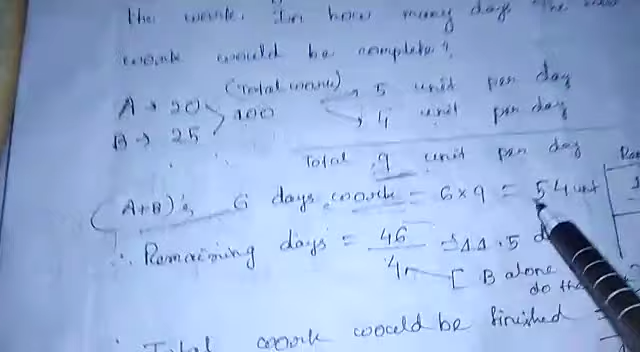 the work. In how many days the
work would be complete?
(Total work) 5 unit per day
A → 20
100
B → 25
4 unit per day
Total 9 unit per day
(A+B)'s, 6 days work = 6 × 9 = 54 unit
∴ Remaining days = 46/4 = 11.5 d
[B alone
do the
Total work would be finished